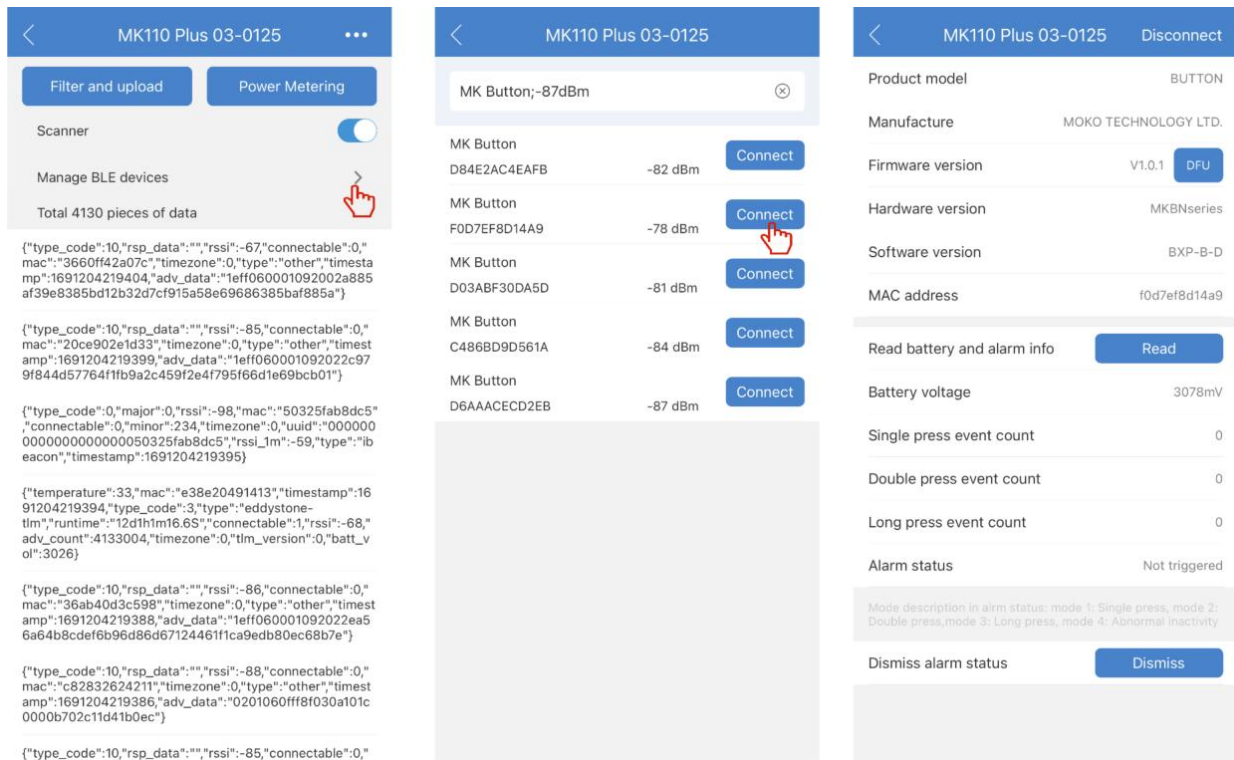 MK110 Plus 03-0125
Filter and upload
Power Metering
Scanner
Manage BLE devices
Total 4130 pieces of data
{"type_code":10,"rsp_data":"","rssi":-67,"connectable":0,"
mac":"3660ff42a07c","timezone":0,"type":"other","timesta
mp":1691204219404,"adv_data":"1eff060001092002a885
af39e8385bd12b32d7cf915a58e69686385baf885a"}
{"type_code":10,"rsp_data":"","rssi":-85,"connectable":0,"
mac":"20ce902e1d33","timezone":0,"type":"other","timest
amp":1691204219399,"adv_data":"1eff060001092022c97
9f844d57764f1fb9a2c459f2e4f795f66d1e69bcb01"}
{"type_code":0,"major":0,"rssi":-98,"mac":"50325fab8dc5"
,"connectable":0,"minor":234,"timezone":0,"uuid":"000000
0000000000000050325fab8dc5","rssi_1m":-59,"type":"ib
eacon","timestamp":1691204219395}
{"temperature":33,"mac":"e38e20491413","timestamp":16
91204219394,"type_code":3,"type":"eddystone-
tlm","runtime":"12d1h1m16.6S","connectable":1,"rssi":-68,"
adv_count":4133004,"timezone":0,"tlm_version":0,"batt_v
ol":3026}
{"type_code":10,"rsp_data":"","rssi":-86,"connectable":0,"
mac":"36ab40d3c598","timezone":0,"type":"other","timest
amp":1691204219388,"adv_data":"1eff060001092022ea5
6a64b8cdef6b96d86d67124461f1ca9edb80ec68b7e"}
{"type_code":10,"rsp_data":"","rssi":-88,"connectable":0,"
mac":"c82832624211","timezone":0,"type":"other","timest
amp":1691204219386,"adv_data":"0201060fff8f030a101c
0000b702c11d41b0ec"}
{"type_code":10,"rsp_data":"","rssi":-85,"connectable":0,"
MK110 Plus 03-0125
MK Button;-87dBm
MK Button
D84E2AC4EAFB -82 dBm Connect
MK Button
F0D7EF8D14A9 -78 dBm Connect
MK Button
D03ABF30DA5D -81 dBm Connect
MK Button
C486BD9D561A -84 dBm Connect
MK Button
D6AAACECD2EB -87 dBm Connect
MK110 Plus 03-0125 Disconnect
Product model BUTTON
Manufacture MOKO TECHNOLOGY LTD.
Firmware version V1.0.1 DFU
Hardware version MKBNseries
Software version BXP-B-D
MAC address f0d7ef8d14a9
Read battery and alarm info Read
Battery voltage 3078mV
Single press event count 0
Double press event count 0
Long press event count 0
Alarm status Not triggered
Mode description in alrm status: mode 1: Single press, mode 2:
Double press,mode 3: Long press, mode 4: Abnormal inactivity
Dismiss alarm status Dismiss